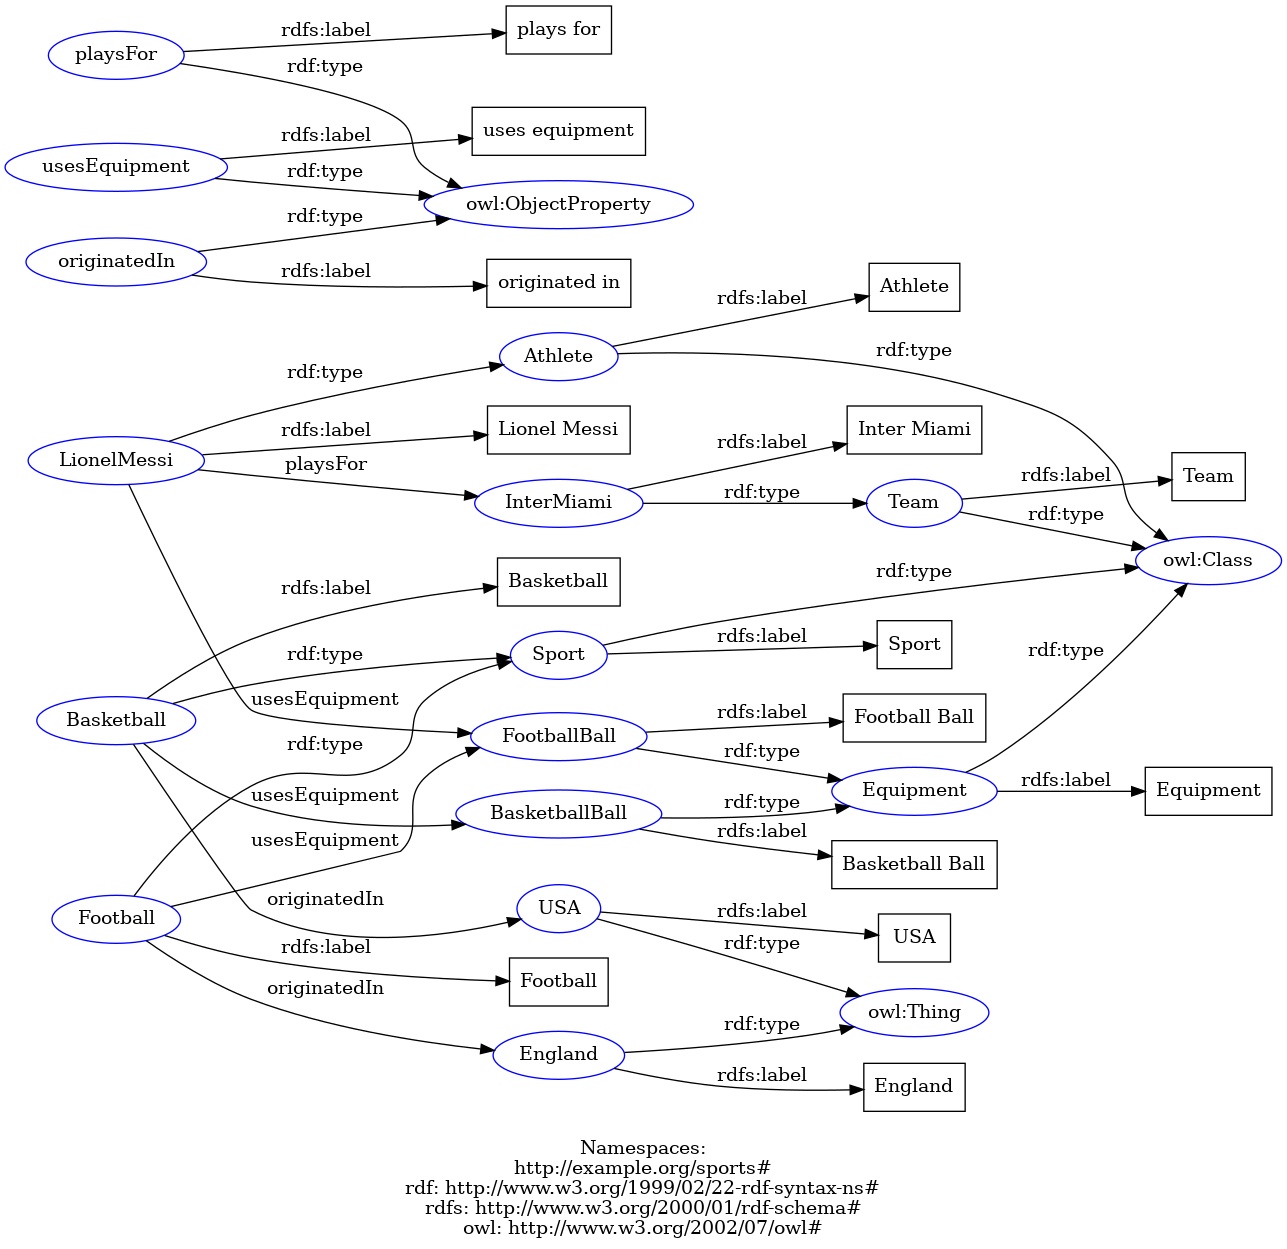 rdfs:label
plays for
playsFor
rdf:type
rdfs:label
uses equipment
usesEquipment
rdf:type
owl:ObjectProperty
rdf:type
originatedIn
rdfs:label
originated in
rdfs:label
Athlete
Athlete
rdf:type
rdf:type
rdfs:label
Lionel Messi
LionelMessi
playsFor
rdfs:label
Inter Miami
InterMiami
rdf:type
Team
rdfs:label
Team
rdf:type
owl:Class
rdfs:label
Basketball
rdf:type
rdf:type
Sport
rdfs:label
Sport
rdf:type
usesEquipment
Basketball
rdfs:label
Football Ball
FootballBall
rdf:type
rdf:type
Equipment
rdfs:label
Equipment
usesEquipment
BasketballBall
rdf:type
rdfs:label
Basketball Ball
usesEquipment
originatedIn
USA
rdfs:label
USA
rdf:type
Football
rdfs:label
Football
originatedIn
owl:Thing
rdf:type
England
rdfs:label
England
Namespaces:
http://example.org/sports#
rdf: http://www.w3.org/1999/02/22-rdf-syntax-ns#
rdfs: http://www.w3.org/2000/01/rdf-schema#
owl: http://www.w3.org/2002/07/owl#